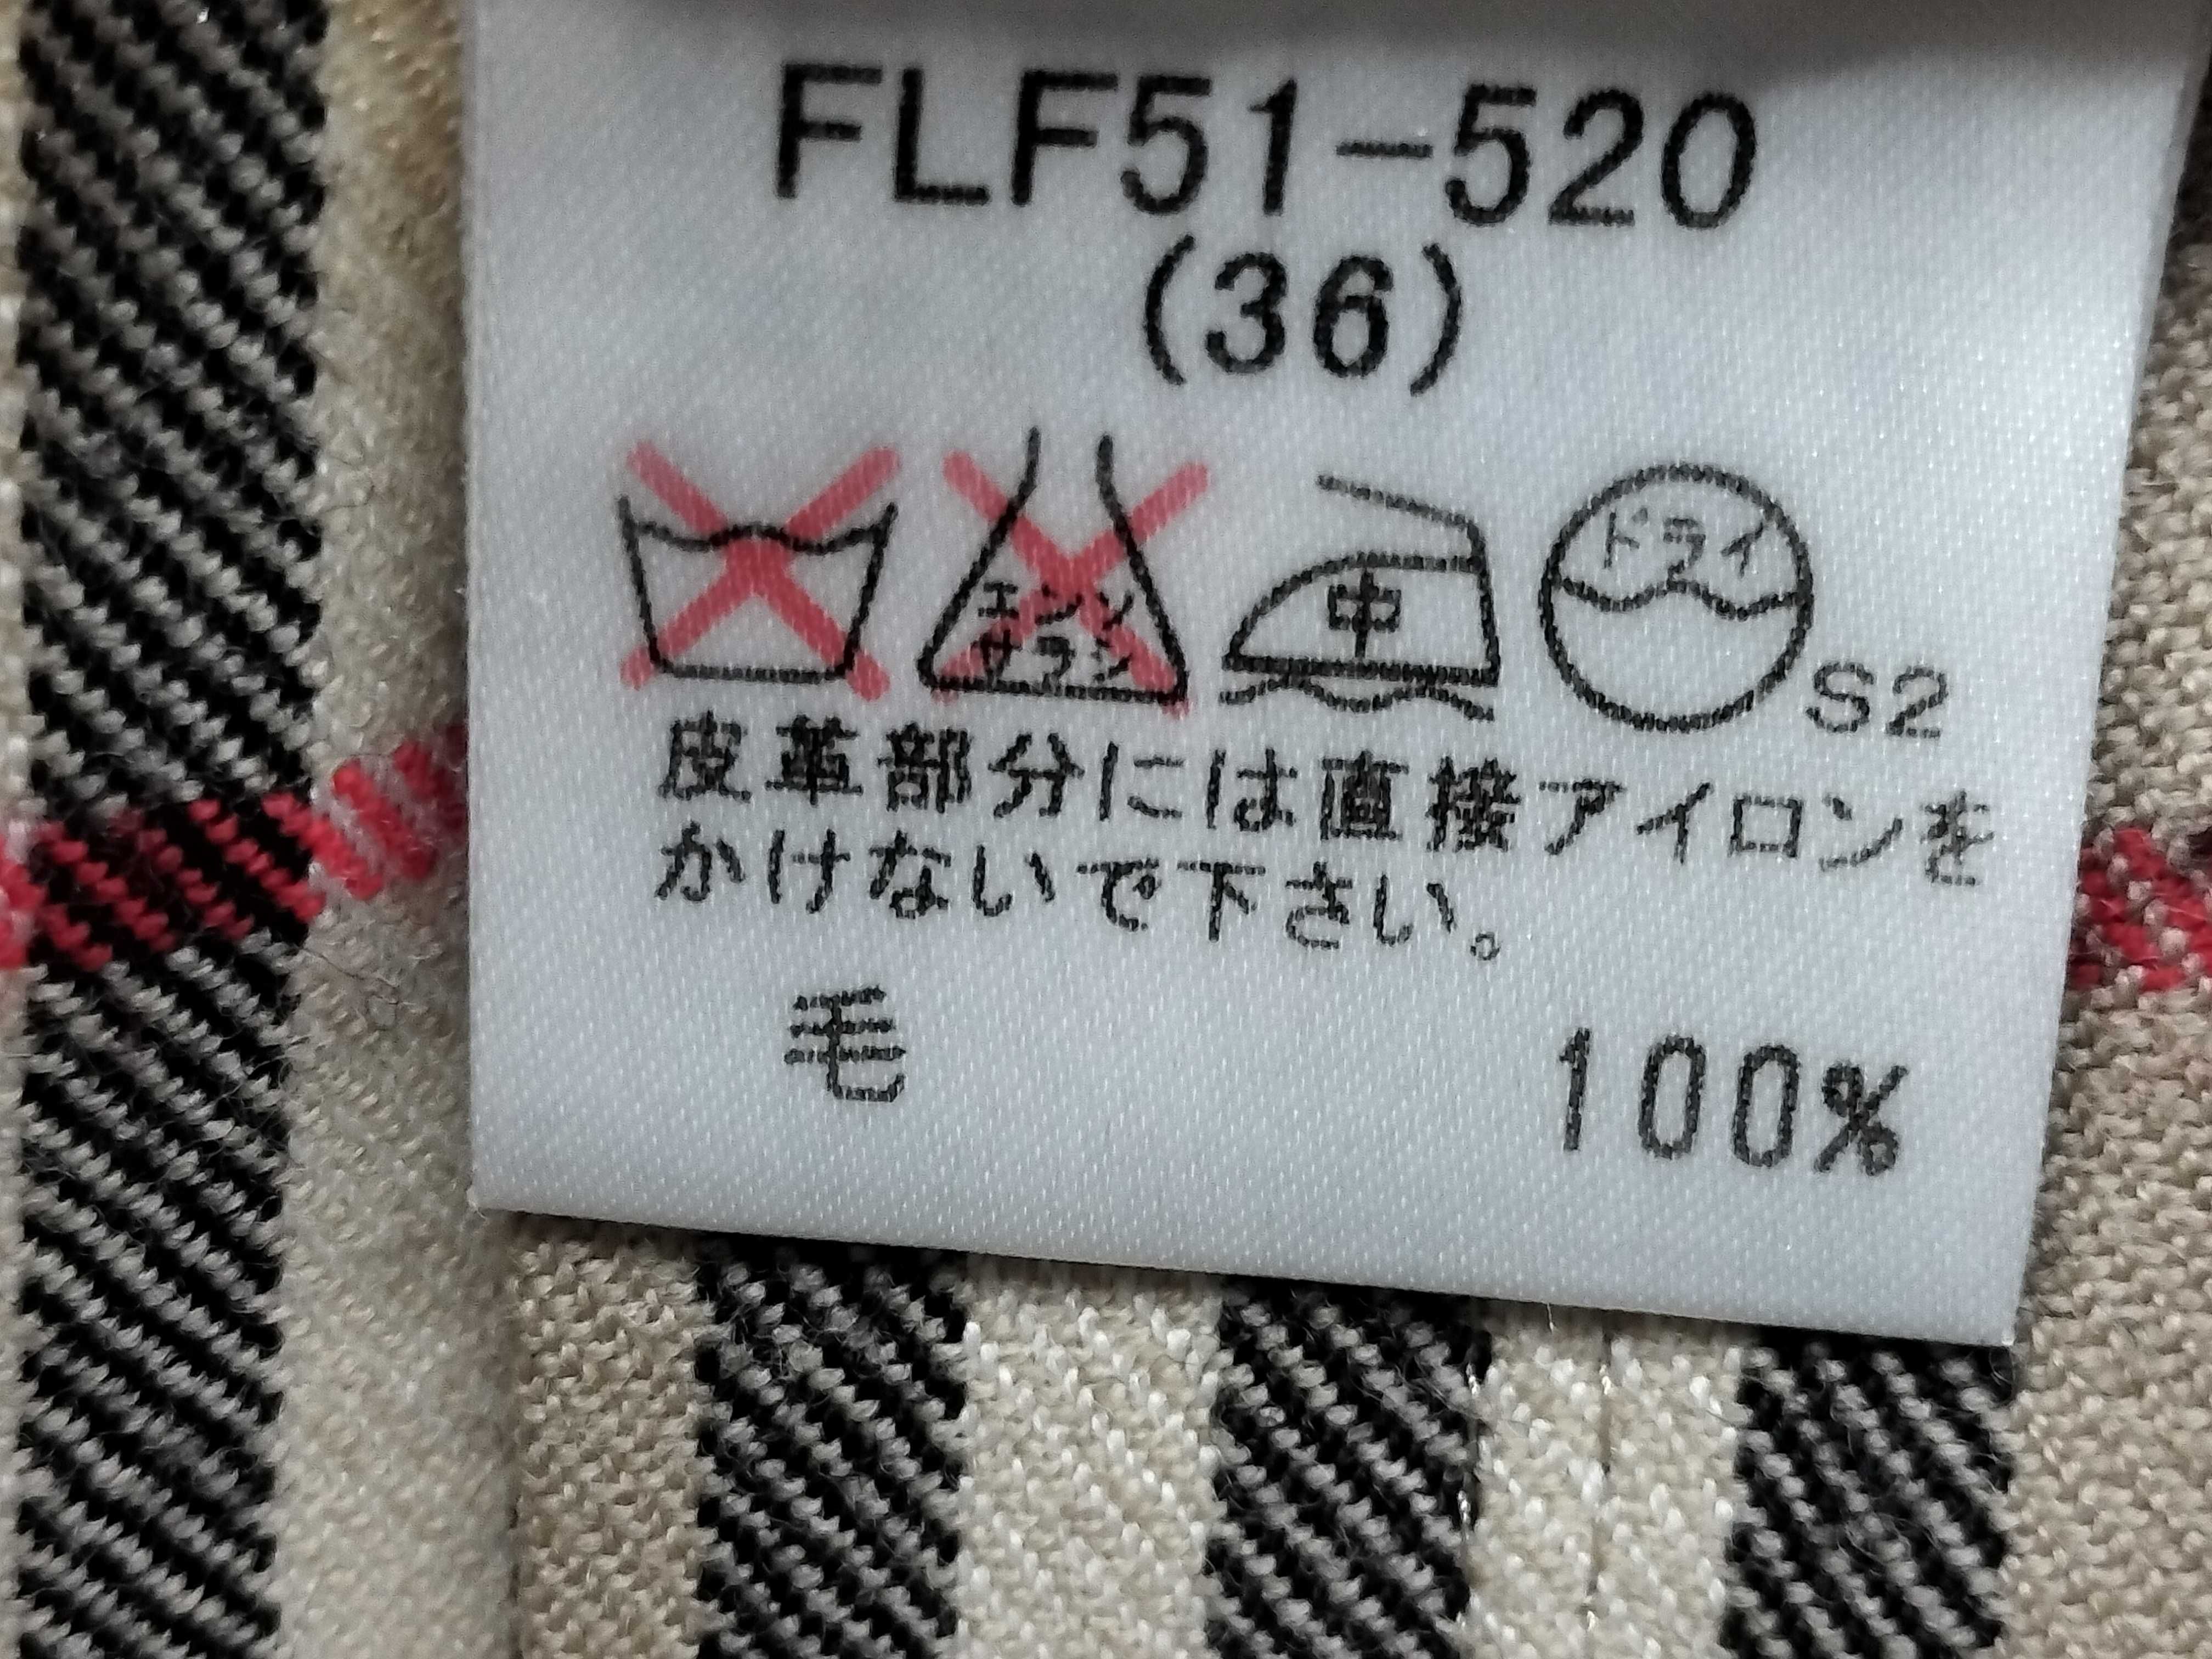 FLF51-520
(36)
エンソ
サラシ
中
ドライ
S2
皮革部分には直接アイロンを
かけないで下さい。
毛 100%